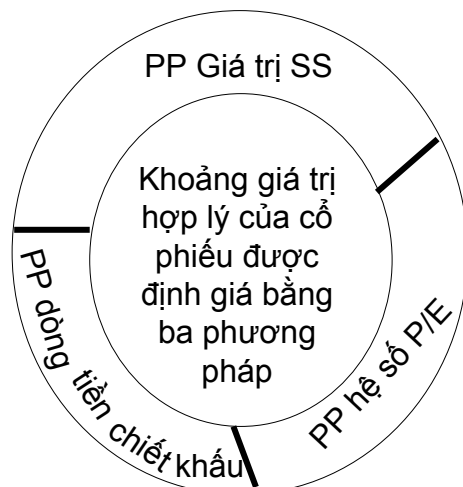 PP Giá trị SS
Khoảng giá trị
hợp lý của cổ
phiếu được
định giá bằng
ba phương
pháp
PP dòng tiền chiết khấu
PP hệ số P/E